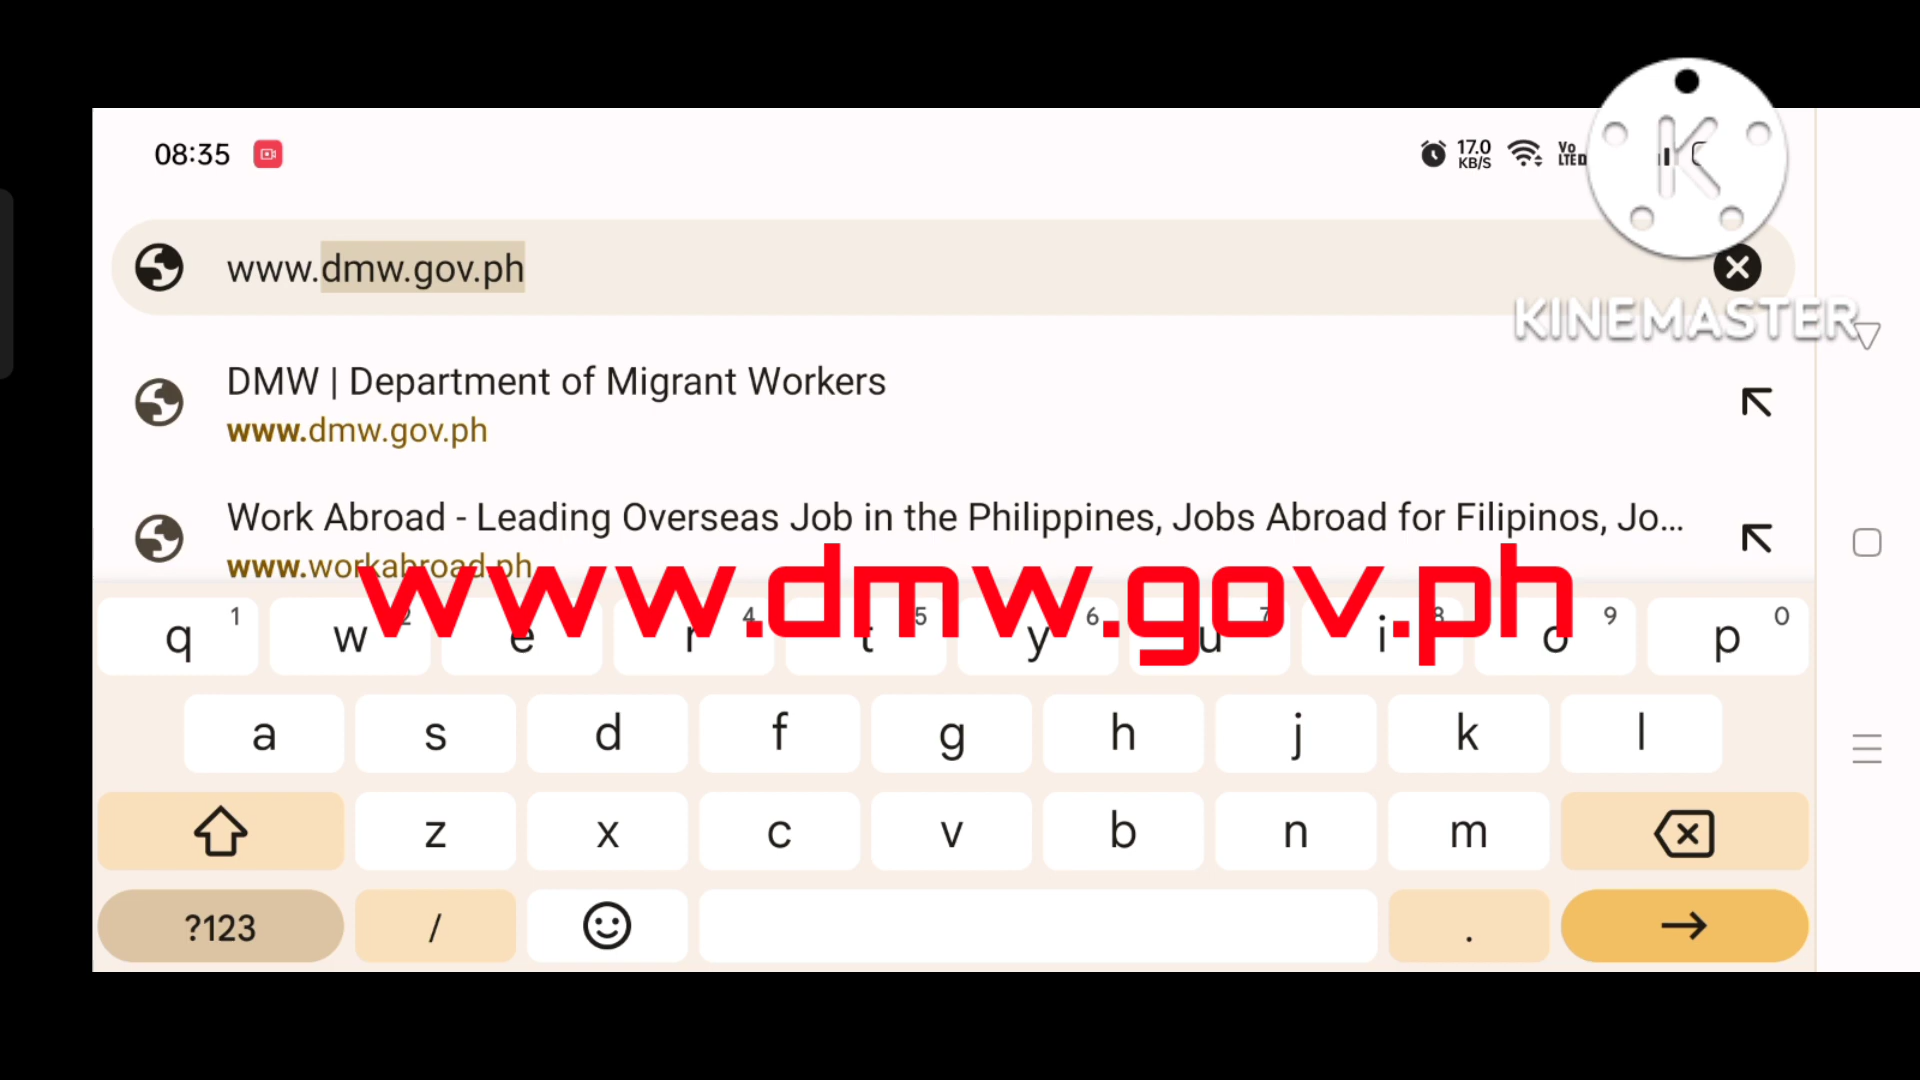 08:35
17.0
KB/S
Vo
LTE
www.dmw.gov.ph
KINEMASTER
DMW | Department of Migrant Workers
www.dmw.gov.ph
Work Abroad - Leading Overseas Job in the Philippines, Jobs Abroad for Filipinos, Jo...
www.workabroad.ph
www.dmw.gov.ph
q 1 w 2 e r 4 t 5 y 6 u 7 i 8 o 9 p 0
a s d f g h j k l
z x c v b n m
?123 / .